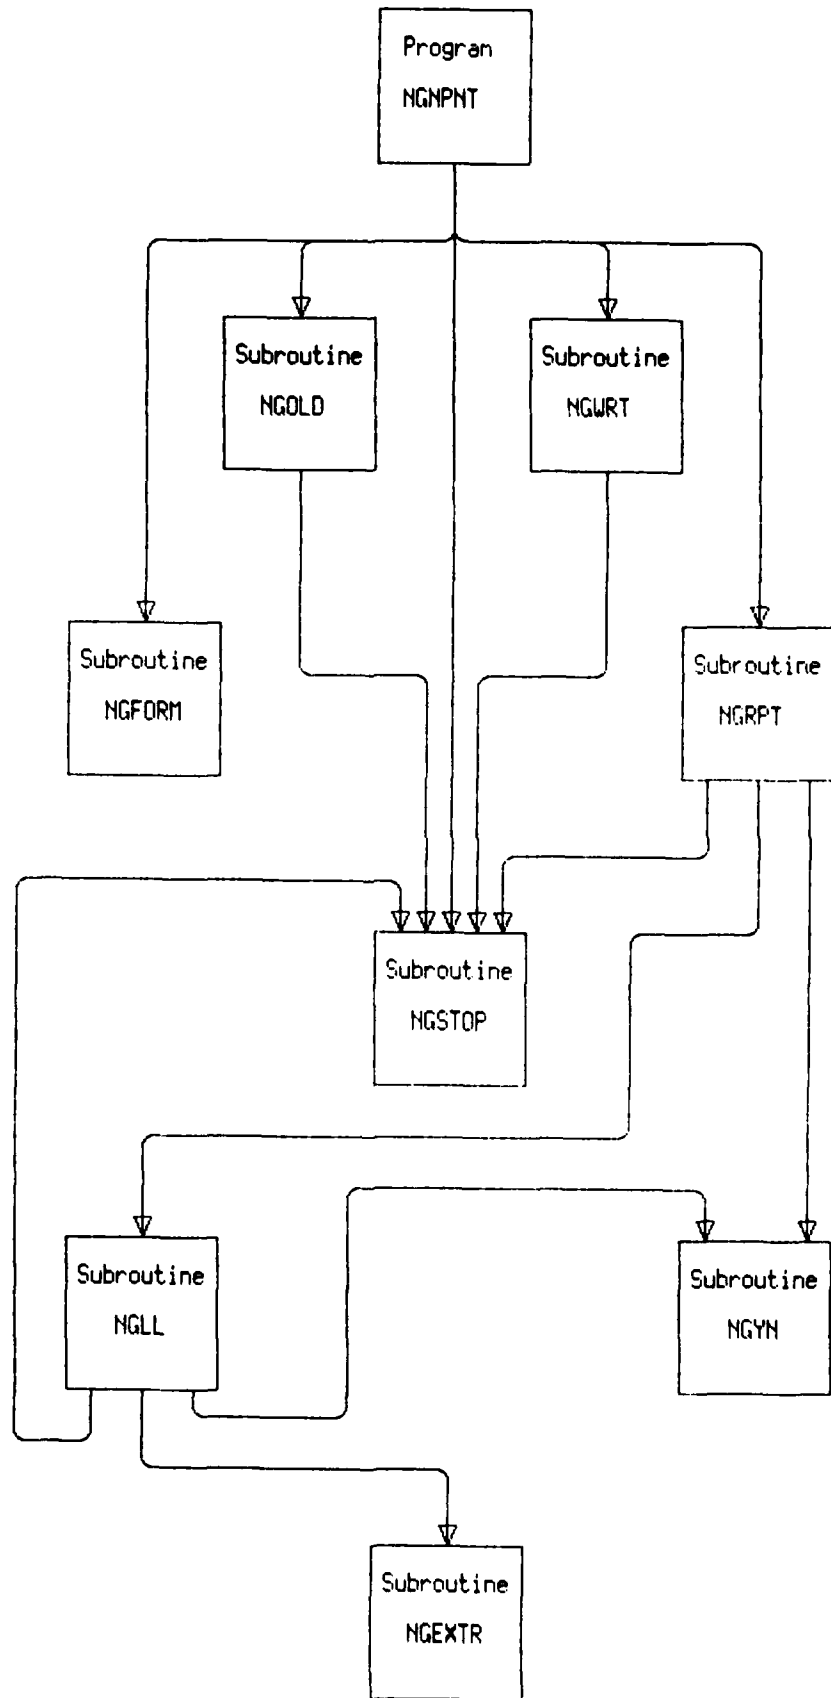 Program
NGNPNT
Subroutine
NGOLD
Subroutine
NGWRT
Subroutine
NGFORM
Subroutine
NGRPT
Subroutine
NGSTOP
Subroutine
NGLL
Subroutine
NGYN
Subroutine
NGEXTR